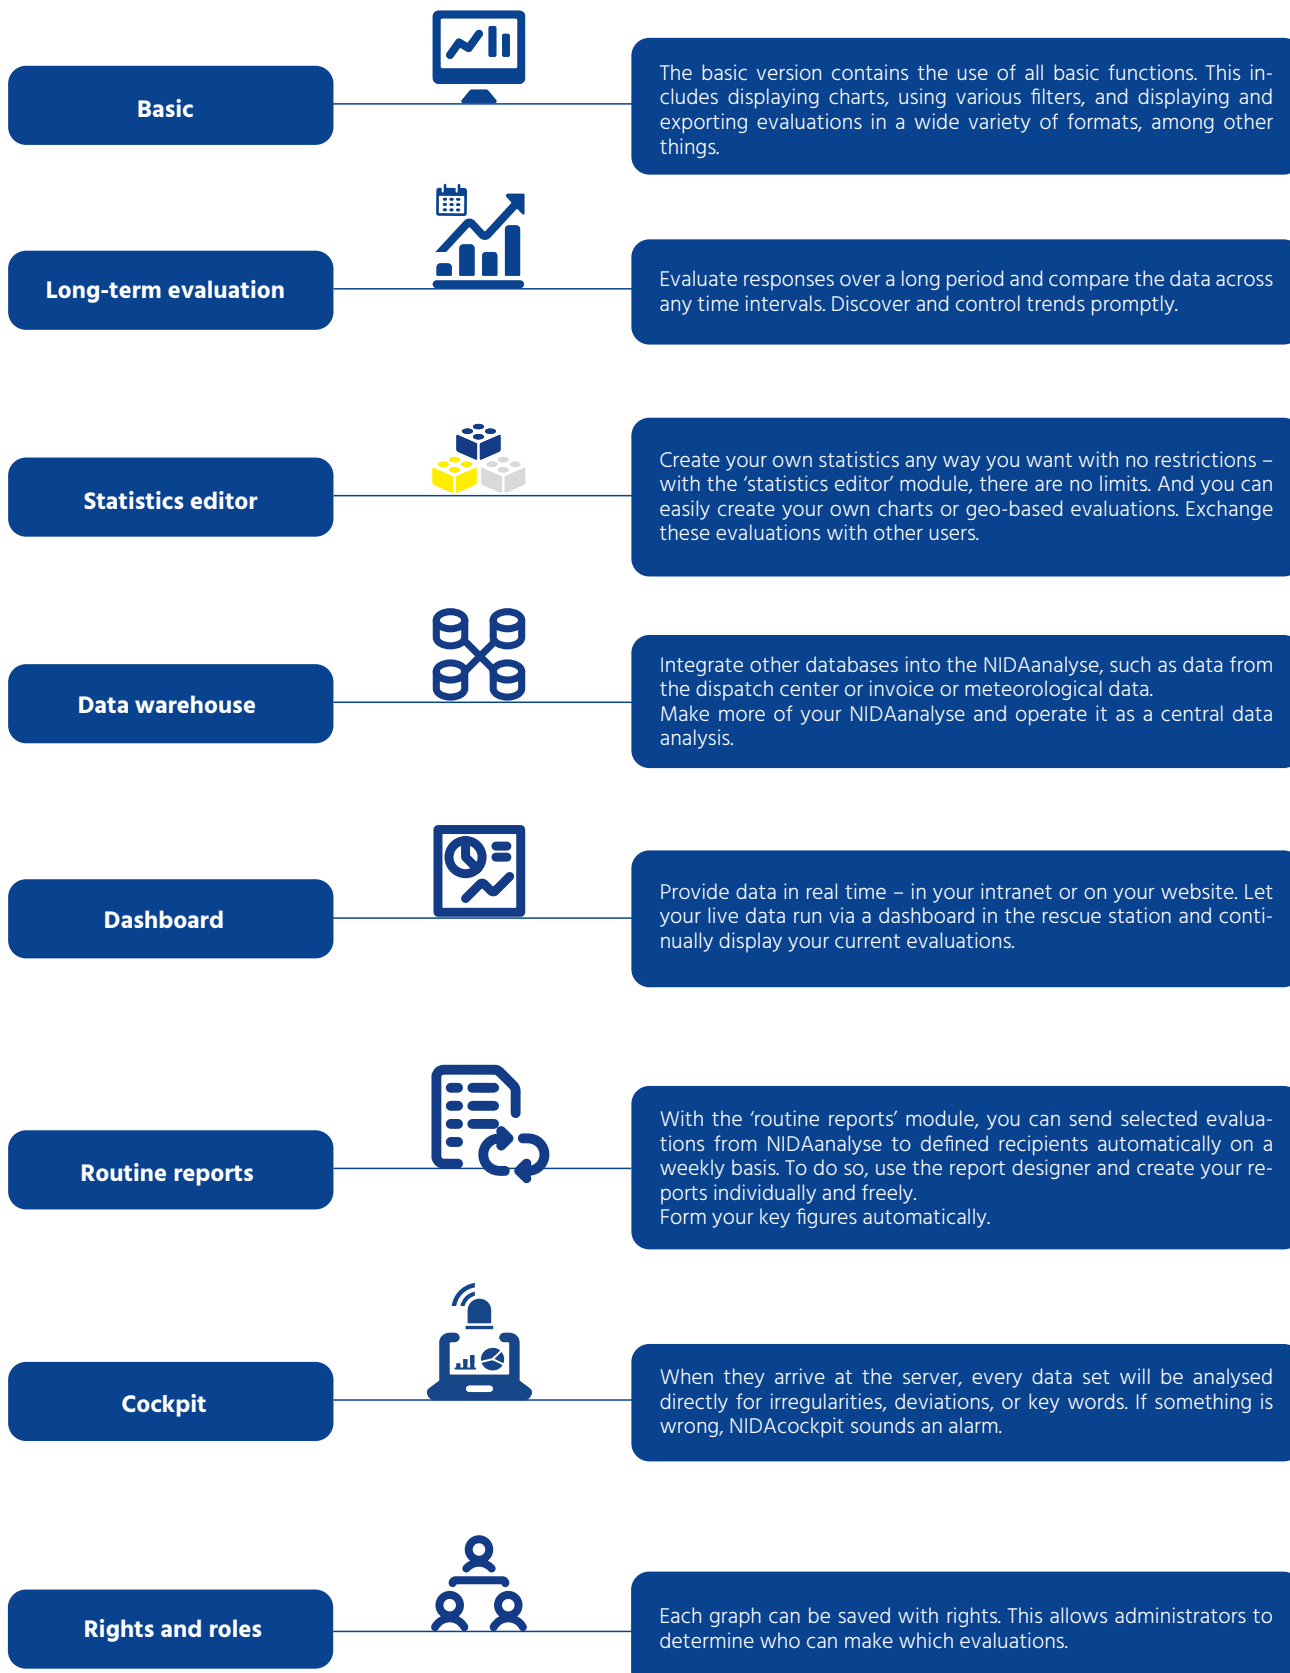 Basic
The basic version contains the use of all basic functions. This in-
cludes displaying charts, using various filters, and displaying and
exporting evaluations in a wide variety of formats, among other
things.
Long-term evaluation
Evaluate responses over a long period and compare the data across
any time intervals. Discover and control trends promptly.
Statistics editor
Create your own statistics any way you want with no restrictions –
with the ‘statistics editor’ module, there are no limits. And you can
easily create your own charts or geo-based evaluations. Exchange
these evaluations with other users.
Data warehouse
Integrate other databases into the NIDAanalyse, such as data from
the dispatch center or invoice or meteorological data.
Make more of your NIDAanalyse and operate it as a central data
analysis.
Dashboard
Provide data in real time – in your intranet or on your website. Let
your live data run via a dashboard in the rescue station and conti-
nually display your current evaluations.
Routine reports
With the ‘routine reports’ module, you can send selected evalua-
tions from NIDAanalyse to defined recipients automatically on a
weekly basis. To do so, use the report designer and create your re-
ports individually and freely.
Form your key figures automatically.
Cockpit
When they arrive at the server, every data set will be analysed
directly for irregularities, deviations, or key words. If something is
wrong, NIDAcockpit sounds an alarm.
Rights and roles
Each graph can be saved with rights. This allows administrators to
determine who can make which evaluations.